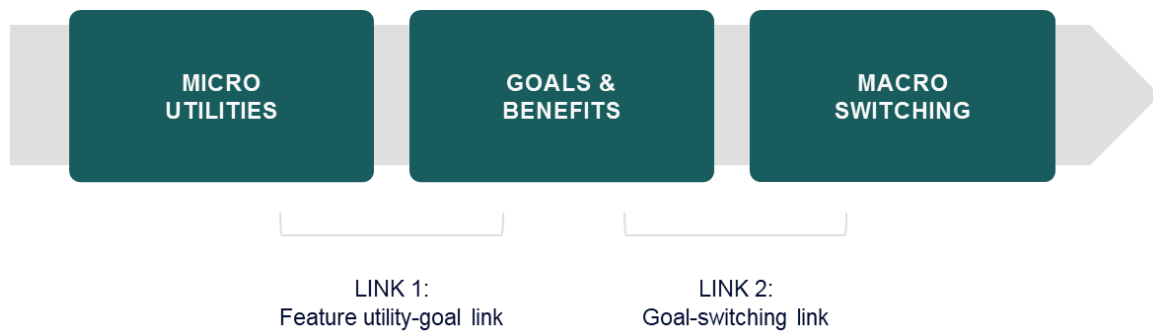 MICRO
UTILITIES
GOALS &
BENEFITS
MACRO
SWITCHING
LINK 1:
Feature utility-goal link
LINK 2:
Goal-switching link